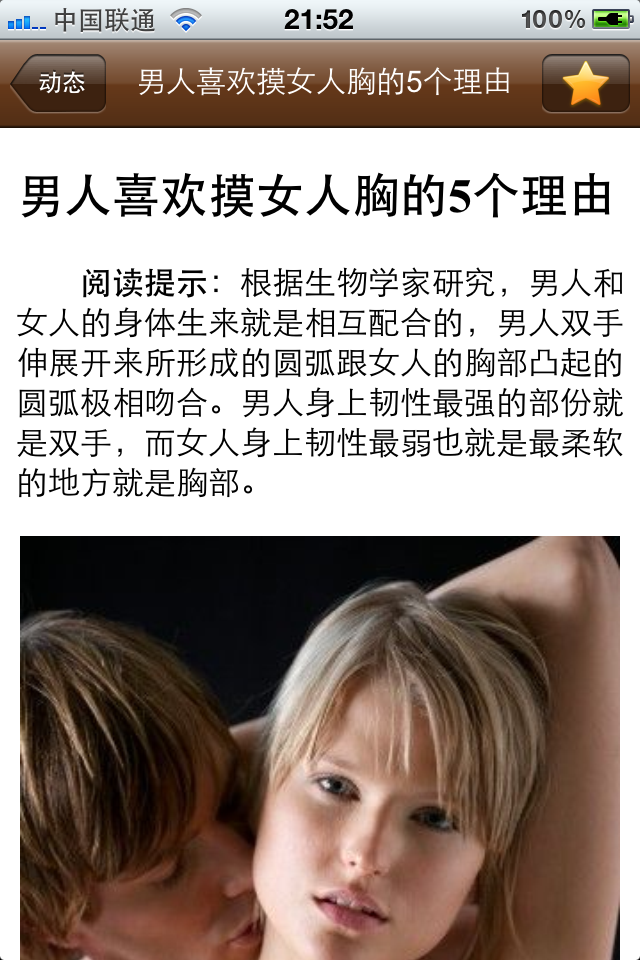 中国联通 21:52 100%
动态 男人喜欢摸女人胸的5个理由
男人喜欢摸女人胸的5个理由
阅读提示：根据生物学家研究，男人和
女人的身体生来就是相互配合的，男人双手
伸展开来所形成的圆弧跟女人的胸部凸起的
圆弧极相吻合。男人身上韧性最强的部份就
是双手，而女人身上韧性最弱也就是最柔软
的地方就是胸部。